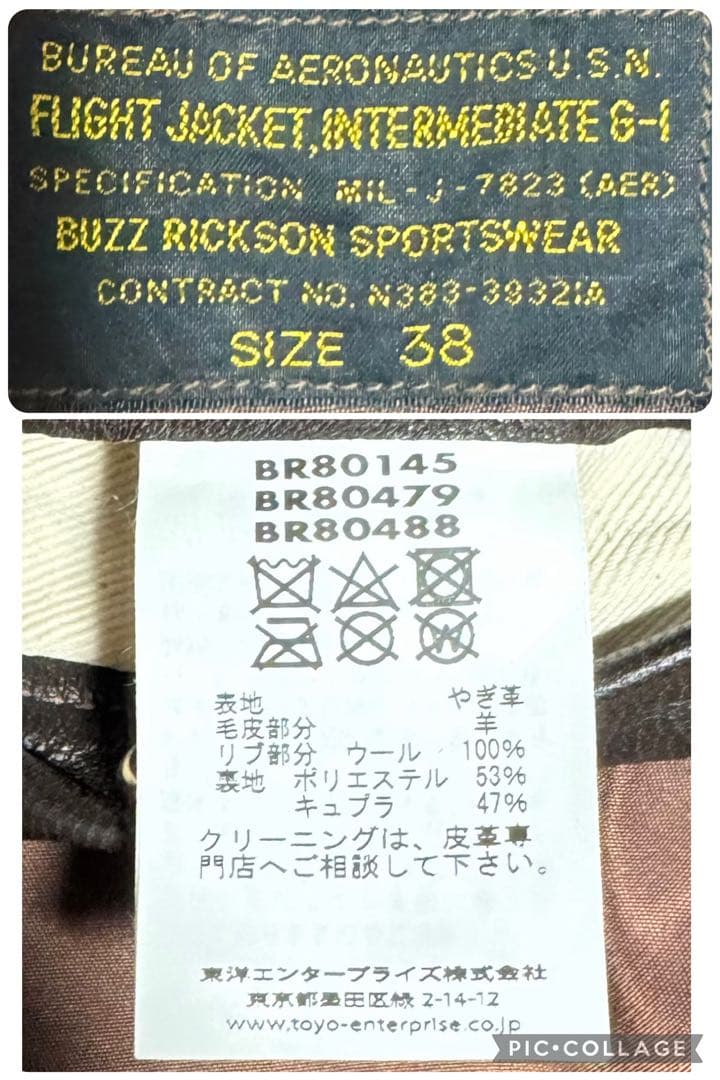 BUREAU OF AERONAUTICS U.S.N.
FLIGHT JACKET, INTERMEDIATE G-1
SPECIFICATION MIL-J-7823 (AER)
BUZZ RICKSON SPORTSWEAR
CONTRACT NO. N383-39321A
SIZE 38
BR80145
BR80479
BR80488
W
表地 やぎ革
毛皮部分 羊
リブ部分 ウール 100%
裏地 ポリエステル 53%
キュプラ 47%
クリーニングは、皮革専
門店へご相談して下さい。
東洋エンタープライズ株式会社
東京都墨田区緑 2-14-12
www.toyo-enterprise.co.jp
PIC•COLLAGE